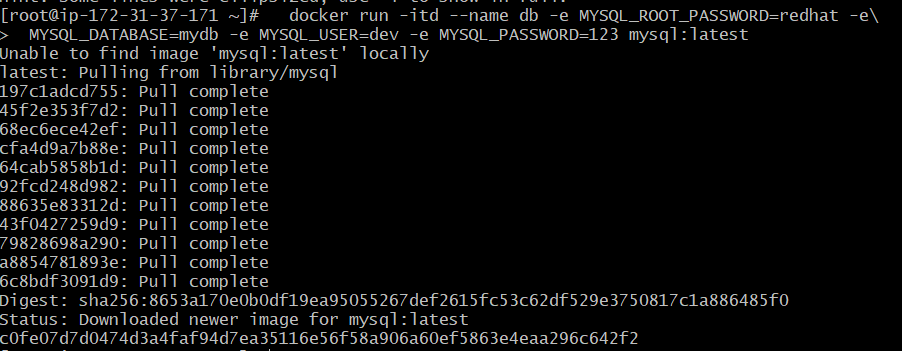 [root@ip-172-31-37-171 ~]#   docker run -itd --name db -e MYSQL_ROOT_PASSWORD=redhat -e\
>  MYSQL_DATABASE=mydb -e MYSQL_USER=dev -e MYSQL_PASSWORD=123 mysql:latest
Unable to find image 'mysql:latest' locally
latest: Pulling from library/mysql
197c1adcd755: Pull complete
45f2e353f7d2: Pull complete
68ec6ece42ef: Pull complete
cfa4d9a7b88e: Pull complete
64cab5858b1d: Pull complete
92fcd248d982: Pull complete
88635e83312d: Pull complete
43f0427259d9: Pull complete
79828698a290: Pull complete
a8854781893e: Pull complete
6c8bdf3091d9: Pull complete
Digest: sha256:8653a170e0b0df19ea95055267def2615fc53c62df529e3750817c1a886485f0
Status: Downloaded newer image for mysql:latest
c0fe07d7d0474d3a4faf94d7ea35116e56f58a906a60ef5863e4eaa296c642f2